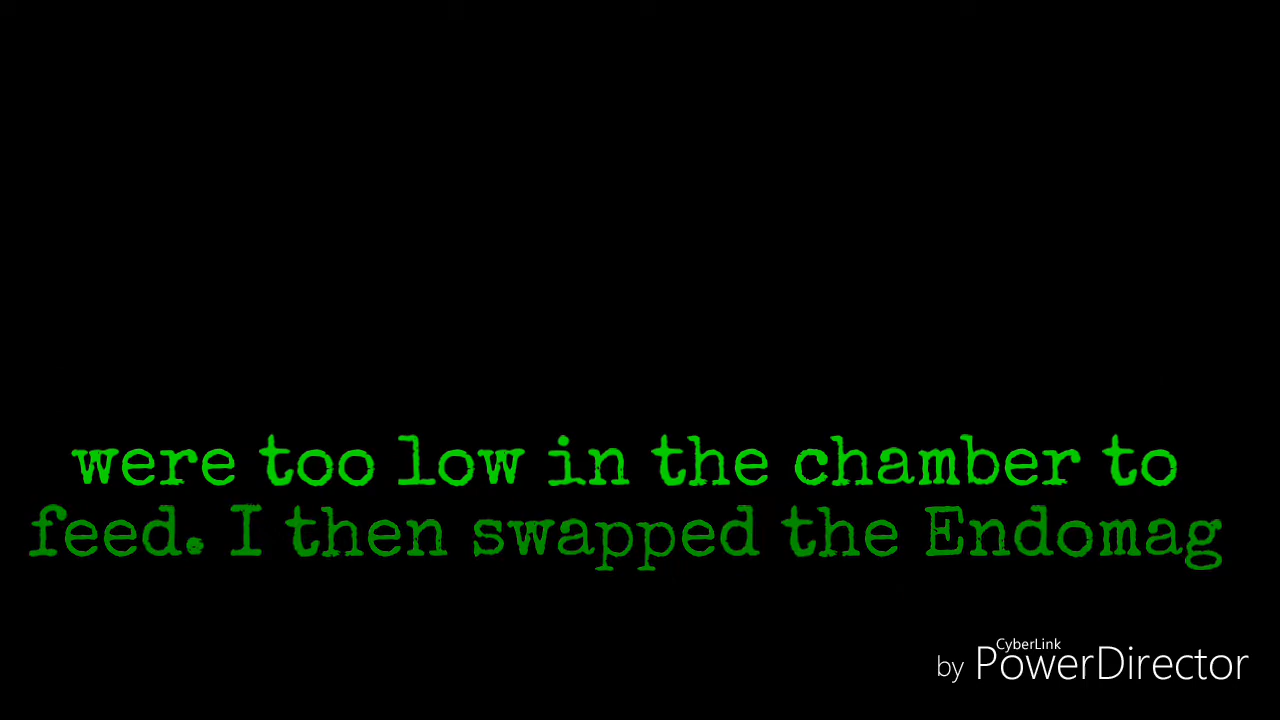 were too low in the chamber to
feed. I then swapped the Endomag
CyberLink
by PowerDirector